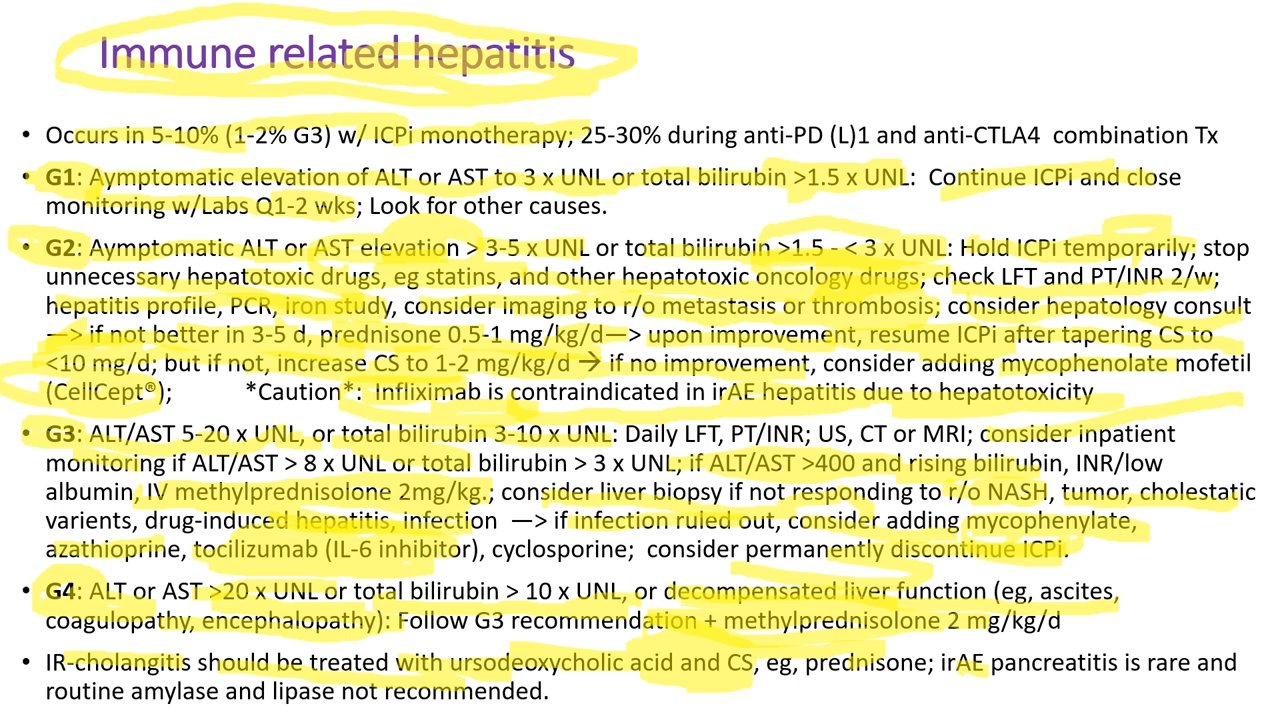 Immune related hepatitis
• Occurs in 5-10% (1-2% G3) w/ ICPi monotherapy; 25-30% during anti-PD (L)1 and anti-CTLA4 combination Tx
• G1: Aymptomatic elevation of ALT or AST to 3 x UNL or total bilirubin >1.5 x UNL: Continue ICPi and close
monitoring w/Labs Q1-2 wks; Look for other causes.
• G2: Aymptomatic ALT or AST elevation > 3-5 x UNL or total bilirubin >1.5 - < 3 x UNL: Hold ICPi temporarily; stop
unnecessary hepatotoxic drugs, eg statins, and other hepatotoxic oncology drugs; check LFT and PT/INR 2/w;
hepatitis profile, PCR, iron study, consider imaging to r/o metastasis or thrombosis; consider hepatology consult
—> if not better in 3-5 d, prednisone 0.5-1 mg/kg/d—> upon improvement, resume ICPi after tapering CS to
<10 mg/d; but if not, increase CS to 1-2 mg/kg/d → if no improvement, consider adding mycophenolate mofetil
(CellCept®); *Caution*: Infliximab is contraindicated in irAE hepatitis due to hepatotoxicity
• G3: ALT/AST 5-20 x UNL, or total bilirubin 3-10 x UNL: Daily LFT, PT/INR; US, CT or MRI; consider inpatient
monitoring if ALT/AST > 8 x UNL or total bilirubin > 3 x UNL; if ALT/AST >400 and rising bilirubin, INR/low
albumin, IV methylprednisolone 2mg/kg.; consider liver biopsy if not responding to r/o NASH, tumor, cholestatic
varients, drug-induced hepatitis, infection —> if infection ruled out, consider adding mycophenylate,
azathioprine, tocilizumab (IL-6 inhibitor), cyclosporine; consider permanently discontinue ICPi.
• G4: ALT or AST >20 x UNL or total bilirubin > 10 x UNL, or decompensated liver function (eg, ascites,
coagulopathy, encephalopathy): Follow G3 recommendation + methylprednisolone 2 mg/kg/d
• IR-cholangitis should be treated with ursodeoxycholic acid and CS, eg, prednisone; irAE pancreatitis is rare and
routine amylase and lipase not recommended.